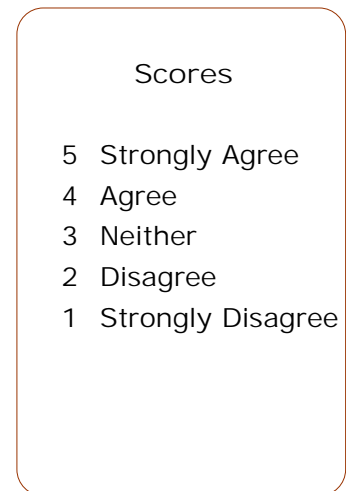 Scores
5 Strongly Agree
4 Agree
3 Neither
2 Disagree
1 Strongly Disagree